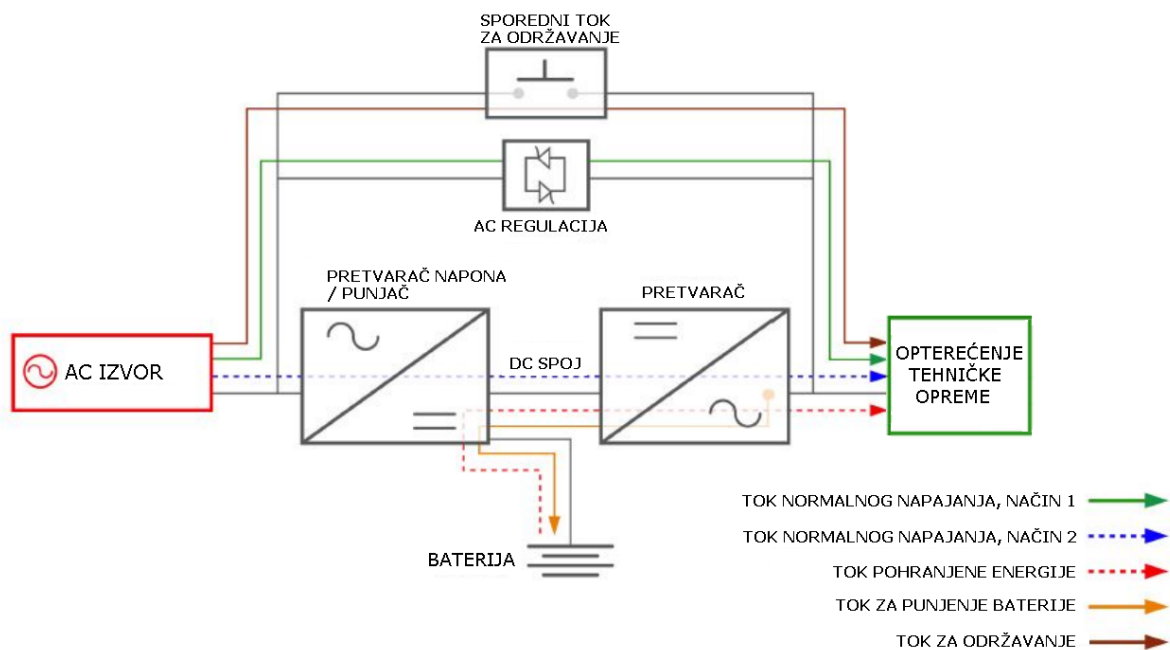 SPOREDNI TOK
ZA ODRŽAVANJE
AC REGULACIJA
PRETVARAČ NAPONA
/ PUNJAČ
PRETVARAČ
AC IZVOR
DC SPOJ
OPTEREĆENJE
TEHNIČKE
OPREME
BATERIJA
TOK NORMALNOG NAPAJANJA, NAČIN 1
TOK NORMALNOG NAPAJANJA, NAČIN 2
TOK POHRANJENE ENERGIJE
TOK ZA PUNJENJE BATERIJE
TOK ZA ODRŽAVANJE